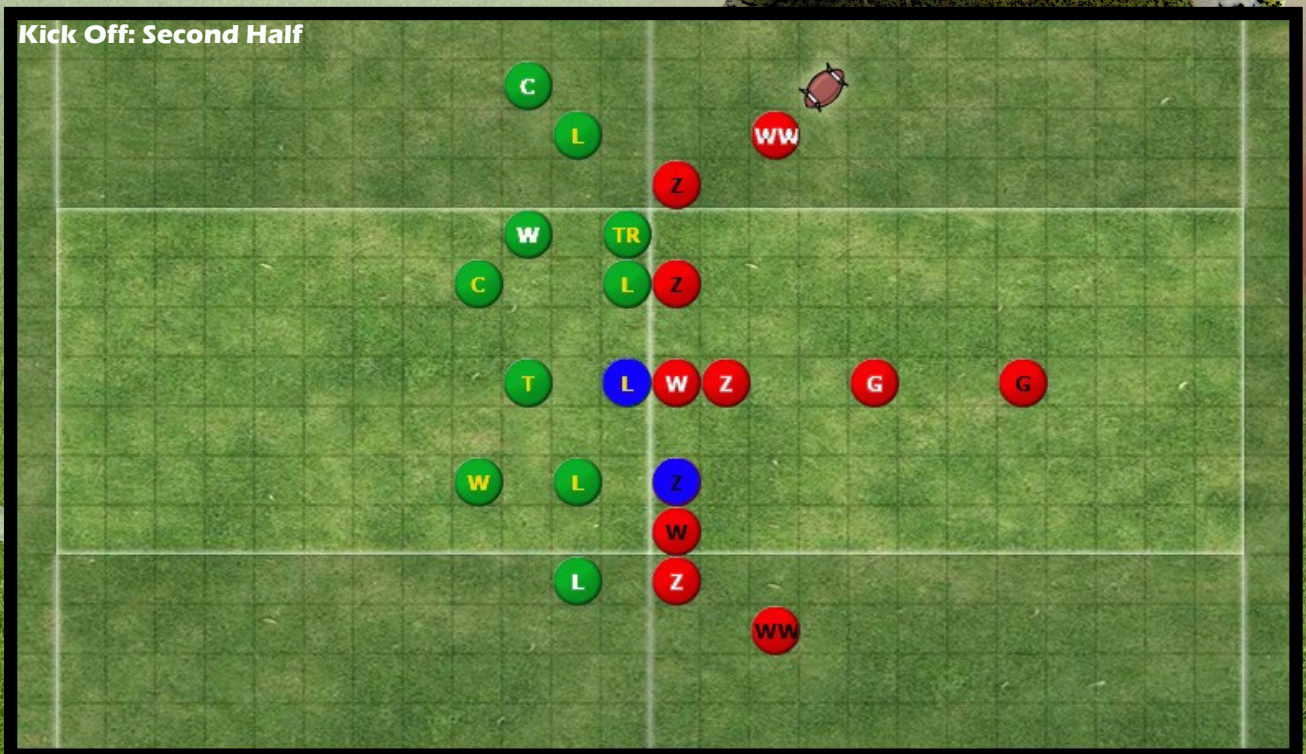 Kick Off: Second Half
C
L
WW
Z
W TR
C L Z
T L W Z G G
W L Z
W
L Z
WW